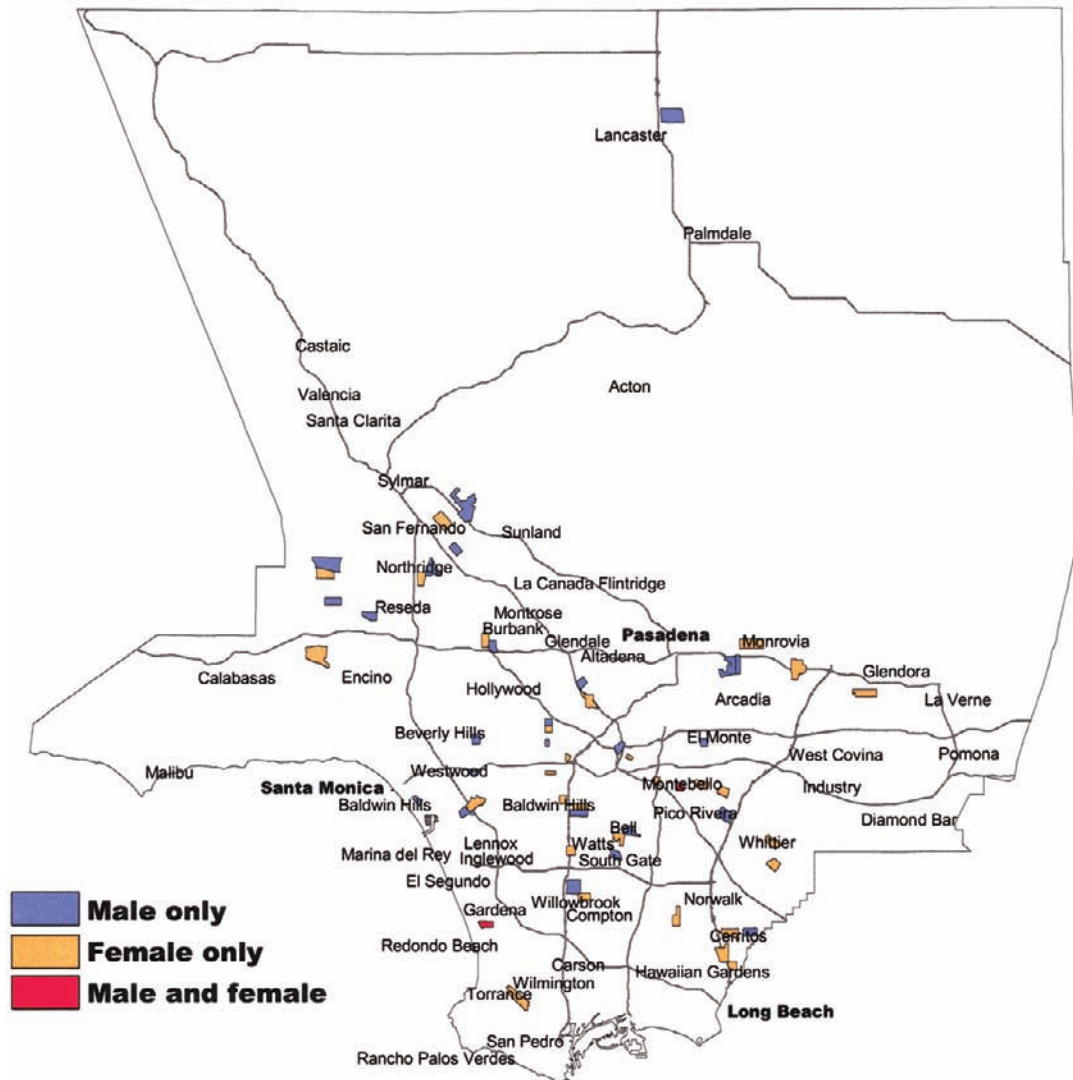 Lancaster
Palmdale
Castaic
Acton
Valencia
Santa Clarita
Sylmar
San Fernando
Sunland
Northridge
La Canada Flintridge
Reseda
Montrose
Burbank
Glendale
Pasadena
Monrovia
Altadena
Calabasas
Encino
Glendora
Hollywood
Arcadia
La Verne
Beverly Hills
El Monte
West Covina
Pomona
Malibu
Westwood
Santa Monica
Montebello
Industry
Baldwin Hills
Baldwin Hills
Pico Rivera
Diamond Bar
Bell
Lennox
Watts
Whittier
Marina del Rey
Inglewood
South Gate
El Segundo
Male only
Willowbrook
Norwalk
Gardena
Compton
Female only
Redondo Beach
Cerritos
Carson
Hawaiian Gardens
Male and female
Wilmington
Torrance
Long Beach
San Pedro
Rancho Palos Verdes